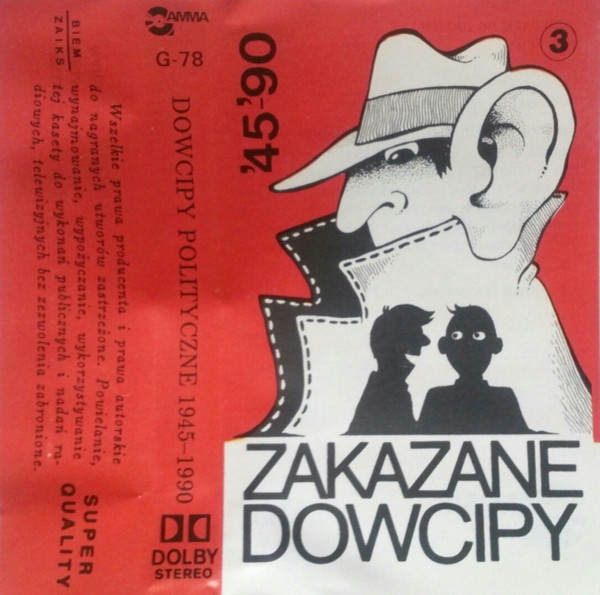 BIEM
ZAIKS
Wszelkie prawa producenta i prawa autorskie
do nagranych utworów zastrzeżone. Powielanie,
wynajmowanie, wypożyczanie, wykorzystywanie
tej kasety do wykonań publicznych i nadań ra-
diowych, telewizyjnych bez zezwolenia zabronione.
SUPER
QUALITY
GAMMA
G-78
DOWCIPY POLITYCZNE 1945-1990
DOLBY
STEREO
'45-'90
3
ZAKAZANE
DOWCIPY